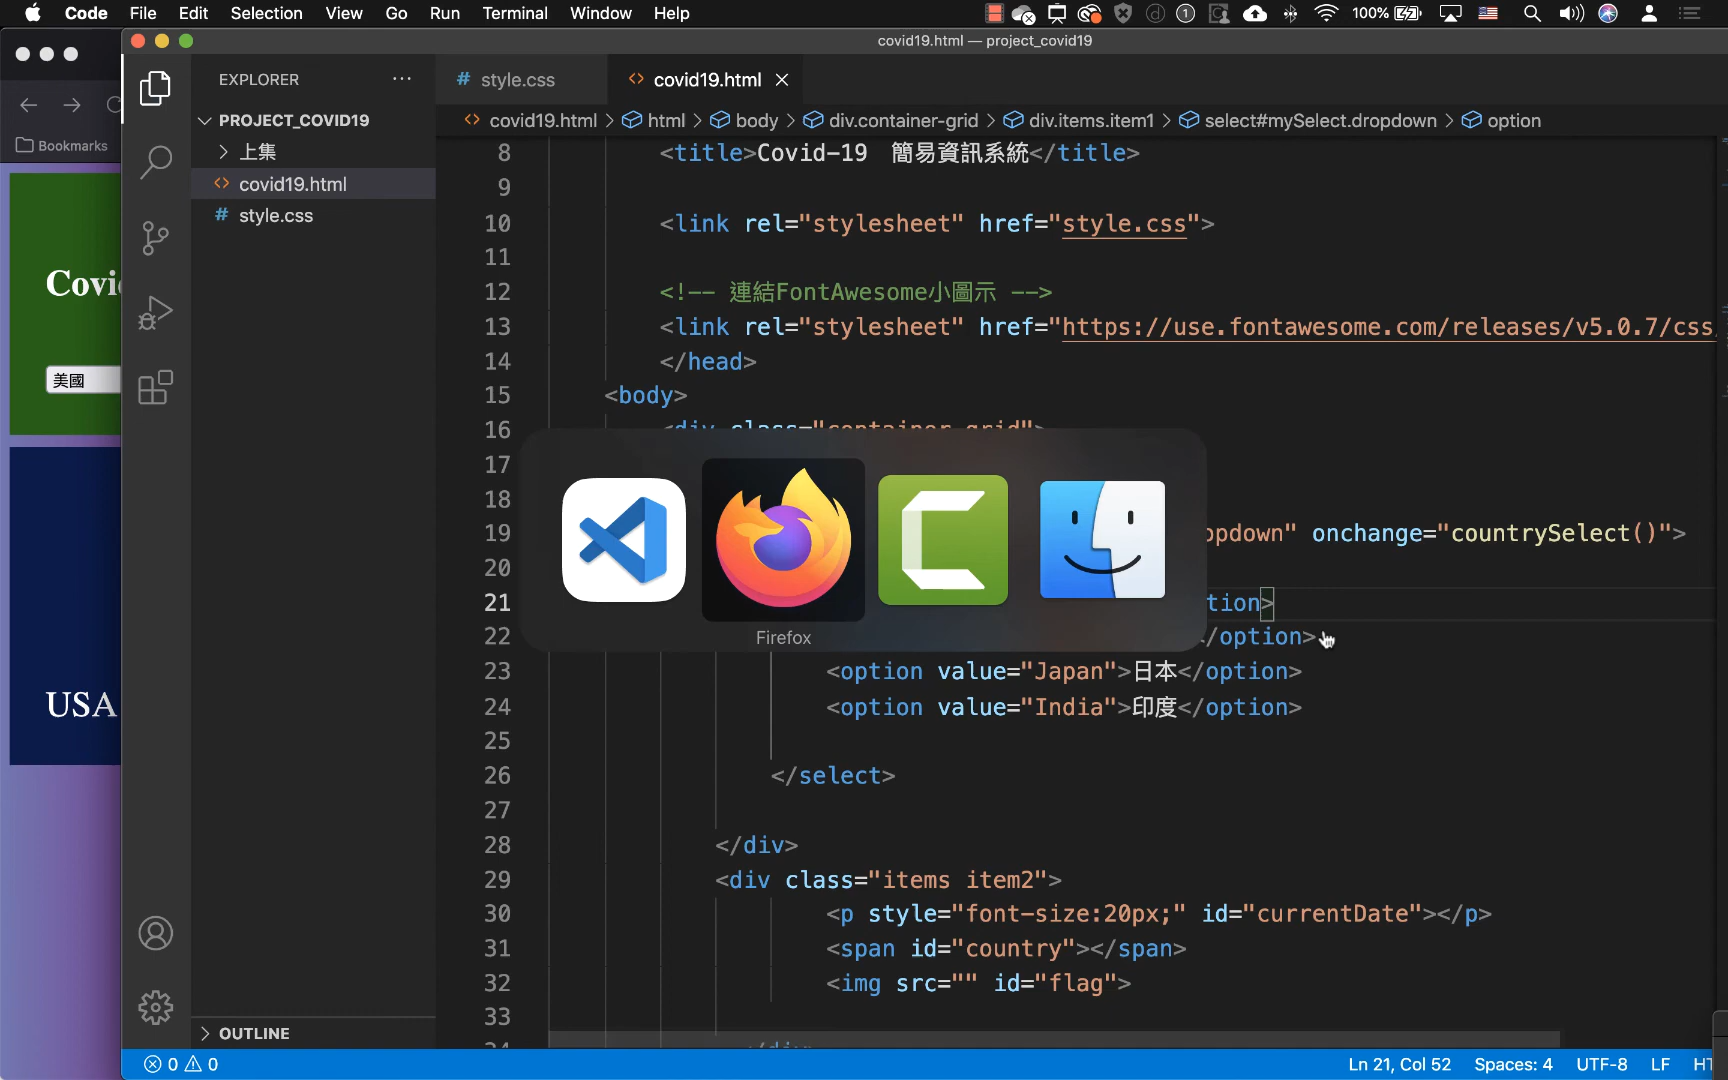 Code File Edit Selection View Go Run Terminal Window Help 100%
covid19.html — project_covid19
Bookmarks
Covi
美國
USA
EXPLORER
PROJECT_COVID19
上集
covid19.html
style.css
OUTLINE
style.css covid19.html
covid19.html > html > body > div.container-grid > div.items.item1 > select#mySelect.dropdown > option
8 <title>Covid-19 簡易資訊系統</title>
9
10 <link rel="stylesheet" href="style.css">
11
12 <!-- 連結FontAwesome小圖示 -->
13 <link rel="stylesheet" href="https://use.fontawesome.com/releases/v5.0.7/css/
14 </head>
15 <body>
16 <div class="container-grid">
17
18
19 opdown" onchange="countrySelect()">
20
21 tion>
22 </option>
23 <option value="Japan">日本</option>
24 <option value="India">印度</option>
25
26 </select>
27
28 </div>
29 <div class="items item2">
30 <p style="font-size:20px;" id="currentDate"></p>
31 <span id="country"></span>
32 <img src="" id="flag">
33
34 </div>
Firefox
0 0 Ln 21, Col 52 Spaces: 4 UTF-8 LF HT